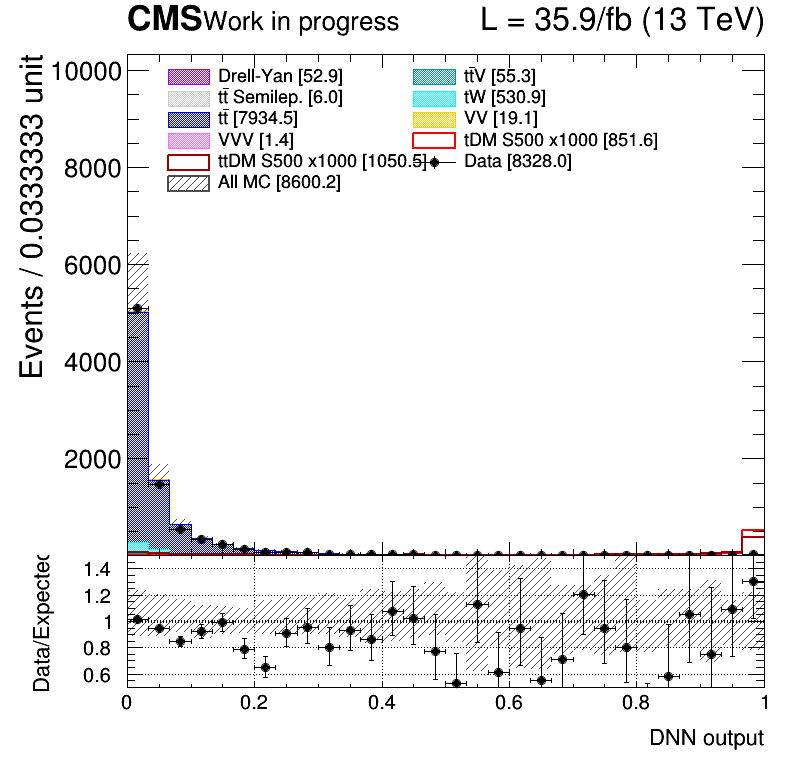 CMS Work in progress L = 35.9/fb (13 TeV)
Events / 0.0333333 unit
10000
8000
6000
4000
2000
Drell-Yan [52.9] tt̄V [55.3]
tt̄ Semilep. [6.0] tW [530.9]
tt̄ [7934.5] VV [19.1]
VVV [1.4] tDM S500 x1000 [851.6]
ttDM S500 x1000 [1050.5] Data [8328.0]
All MC [8600.2]
Data/Expected
1.4
1.2
1
0.8
0.6
0 0.2 0.4 0.6 0.8 1
DNN output